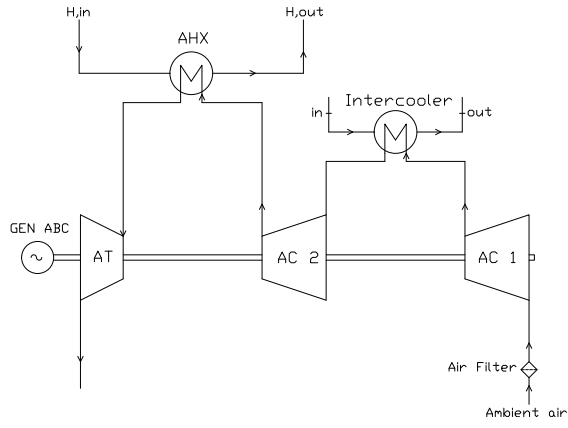 H,in
H,out
AHX
Intercooler
in
out
GEN ABC
~
AT
AC 2
AC 1
Air Filter
Ambient air